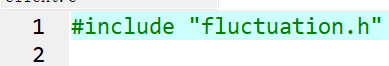 1 #include "fluctuation.h"
2